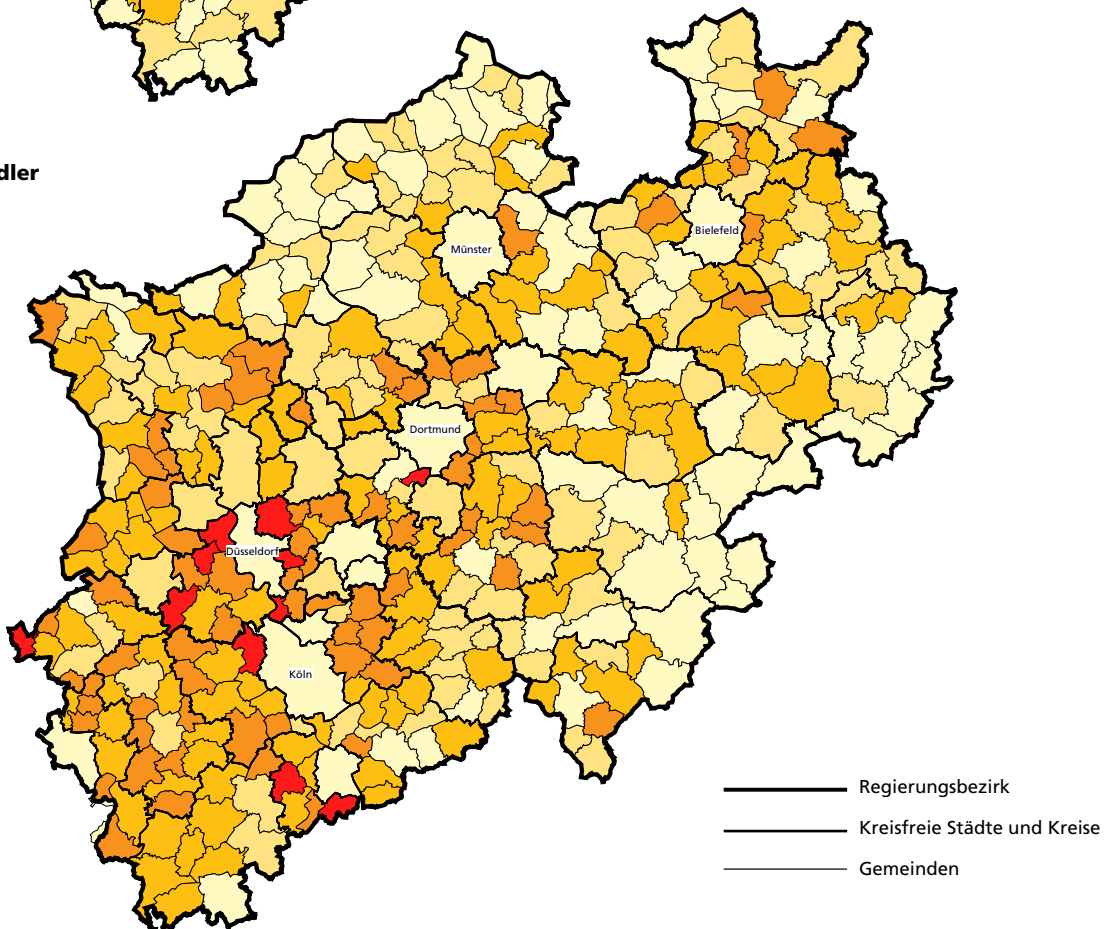 dler
Bielefeld
Münster
Dortmund
Düsseldorf
Köln
Regierungsbezirk
Kreisfreie Städte und Kreise
Gemeinden